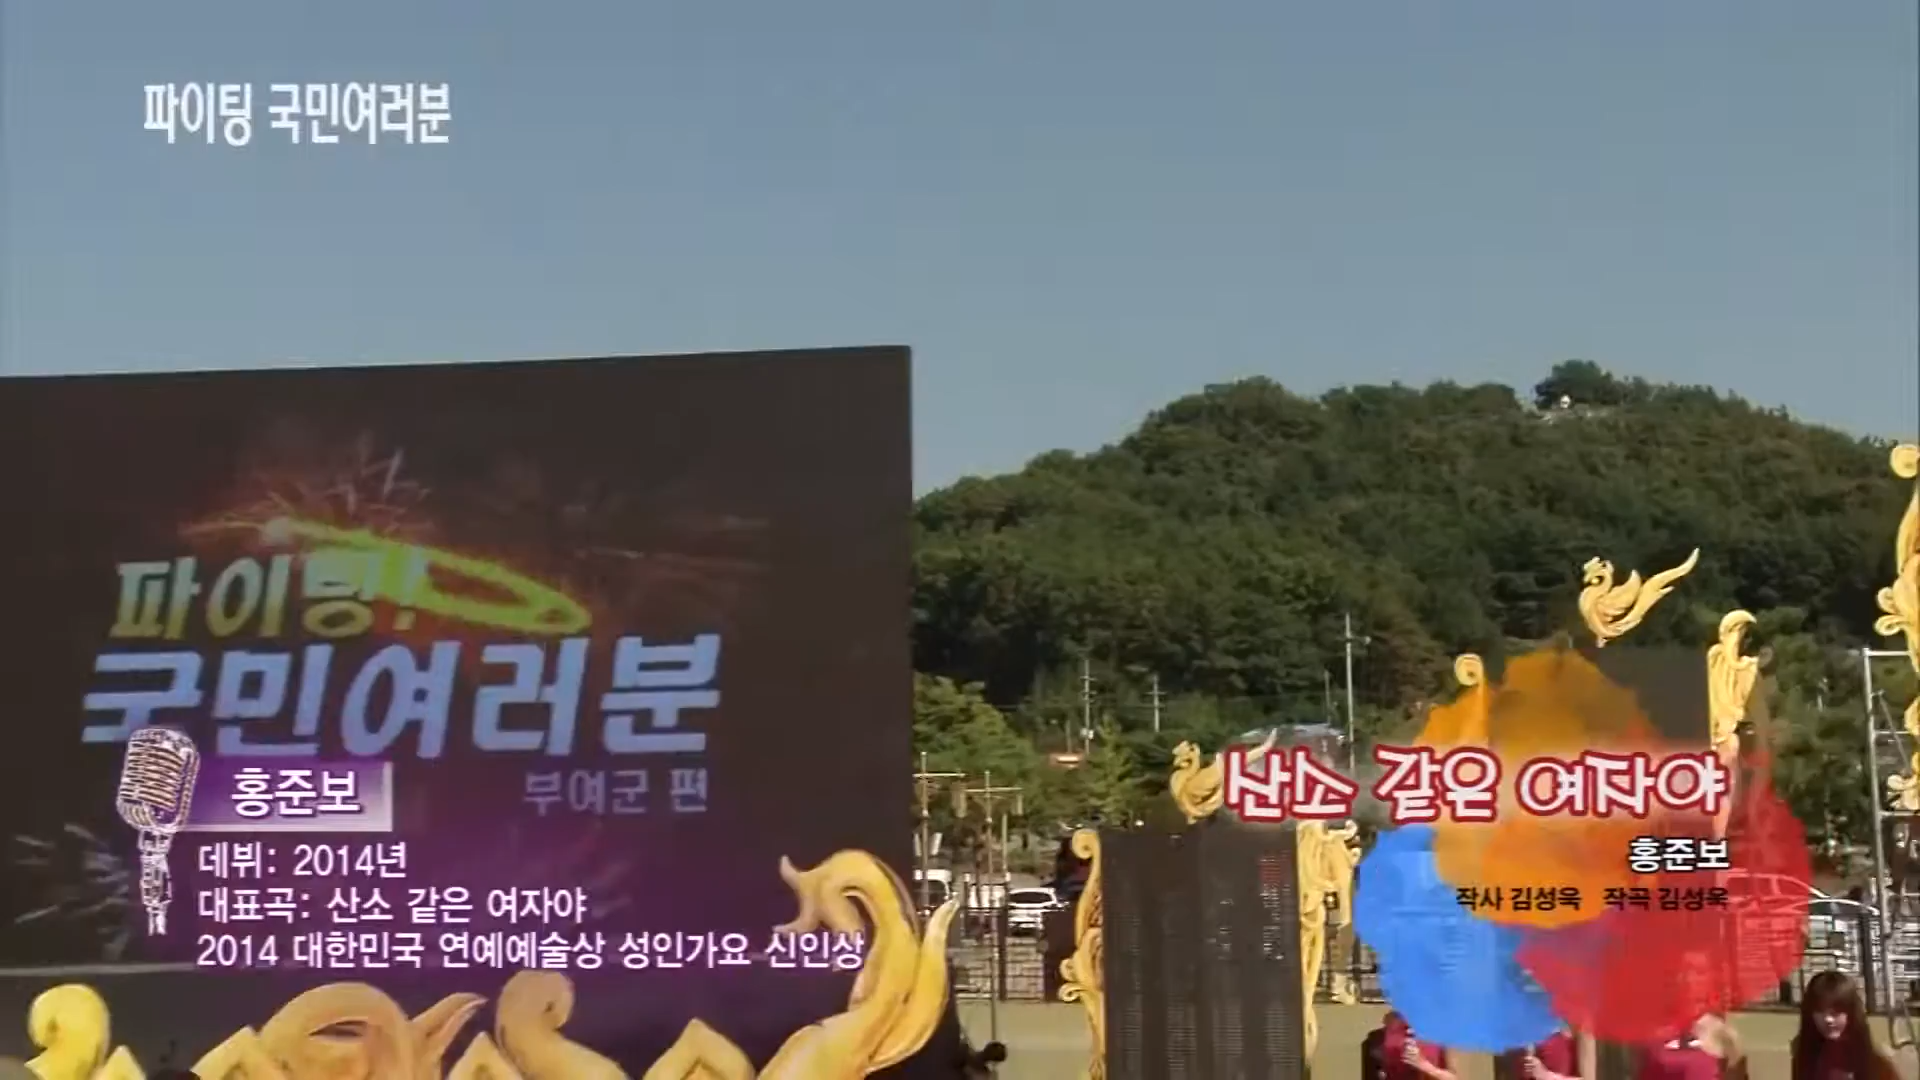 파이팅 국민여러분
파이팅!
국민여러분
부여군 편
홍준보
데뷔: 2014년
대표곡: 산소 같은 여자야
2014 대한민국 연예예술상 성인가요 신인상
산소 같은 여자야
홍준보
작사 김성욱 작곡 김성욱